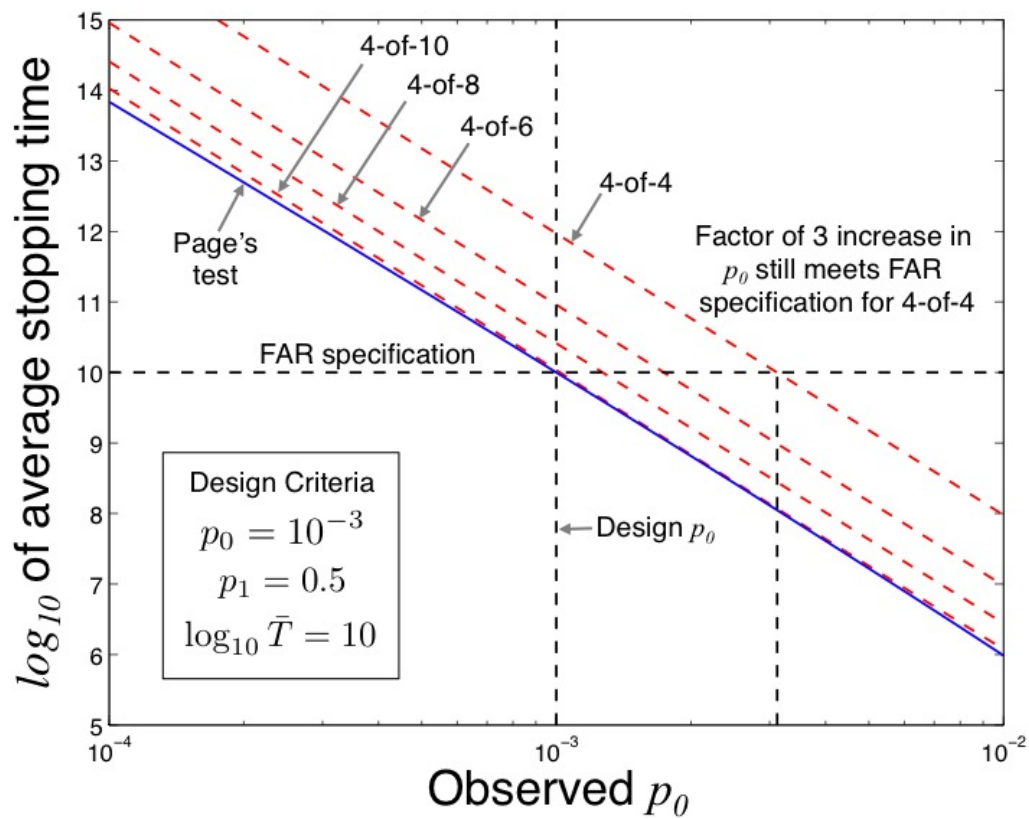 15
14
13
12
11
10
9
8
7
6
5
log₁₀ of average stopping time
4-of-10
4-of-8
4-of-6
4-of-4
Page's
test
Factor of 3 increase in
p₀ still meets FAR
specification for 4-of-4
FAR specification
Design Criteria
p₀ = 10⁻³
p₁ = 0.5
log₁₀ T̄ = 10
Design p₀
10⁻⁴
10⁻³
10⁻²
Observed p₀